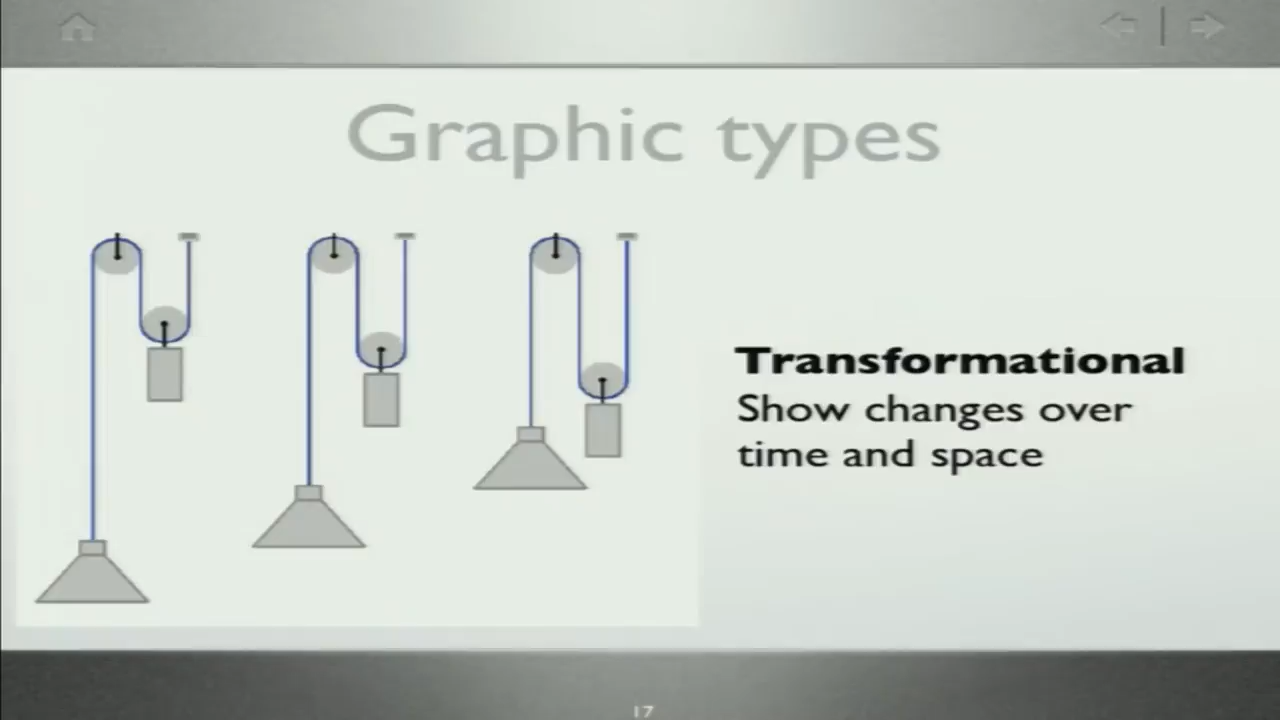 Graphic types
Transformational
Show changes over
time and space
17